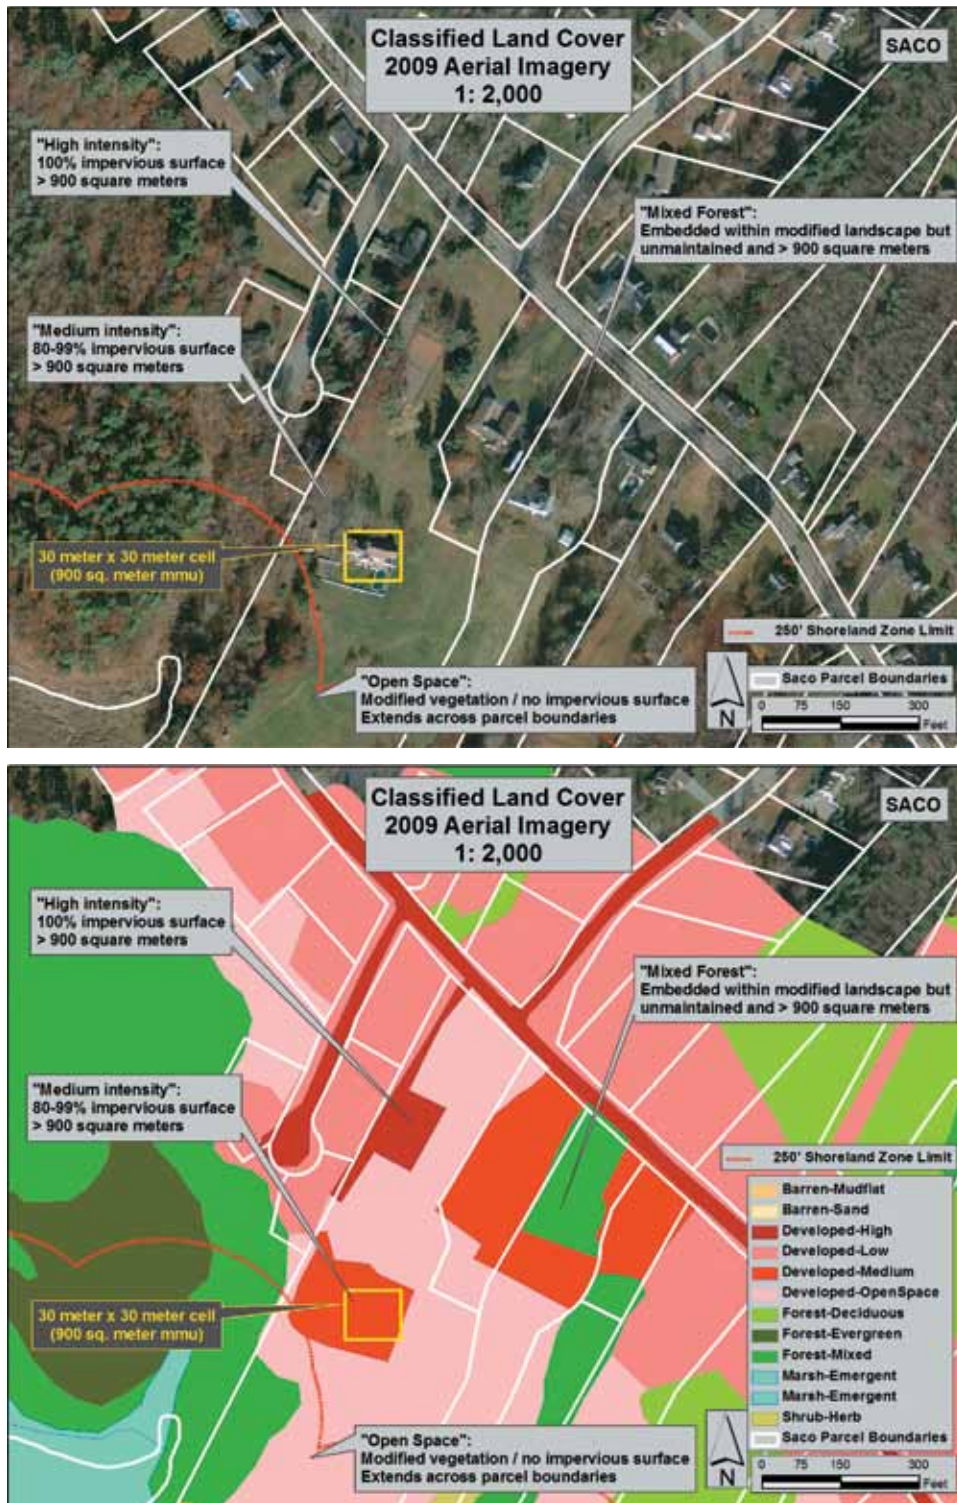 Classified Land Cover
2009 Aerial Imagery
1: 2,000
SACO
"High intensity":
100% impervious surface
> 900 square meters
"Mixed Forest":
Embedded within modified landscape but
unmaintained and > 900 square meters
"Medium intensity":
80-99% impervious surface
> 900 square meters
30 meter x 30 meter cell
(900 sq. meter mmu)
250' Shoreland Zone Limit
Saco Parcel Boundaries
"Open Space":
Modified vegetation / no impervious surface
Extends across parcel boundaries
N
0 75 150 300
Feet
Classified Land Cover
2009 Aerial Imagery
1: 2,000
SACO
"High intensity":
100% impervious surface
> 900 square meters
"Mixed Forest":
Embedded within modified landscape but
unmaintained and > 900 square meters
"Medium intensity":
80-99% impervious surface
> 900 square meters
250' Shoreland Zone Limit
Barren-Mudflat
Barren-Sand
Developed-High
Developed-Low
Developed-Medium
Developed-OpenSpace
Forest-Deciduous
Forest-Evergreen
Forest-Mixed
Marsh-Emergent
Marsh-Emergent
Shrub-Herb
Saco Parcel Boundaries
30 meter x 30 meter cell
(900 sq. meter mmu)
"Open Space":
Modified vegetation / no impervious surface
Extends across parcel boundaries
N
0 75 150 300
Feet